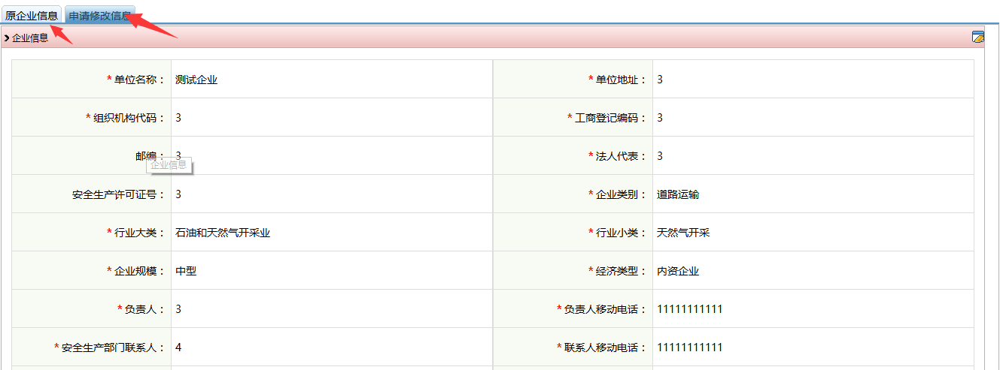 原企业信息 申请修改信息
企业信息
*单位名称： 测试企业 *单位地址： 3
*组织机构代码： 3 *工商登记编码： 3
邮编： 3 *法人代表： 3
企业信息
安全生产许可证号： 3 *企业类别： 道路运输
*行业大类： 石油和天然气开采业 *行业小类： 天然气开采
*企业规模： 中型 *经济类型： 内资企业
*负责人： 3 *负责人移动电话： 11111111111
*安全生产部门联系人： 4 *联系人移动电话： 11111111111